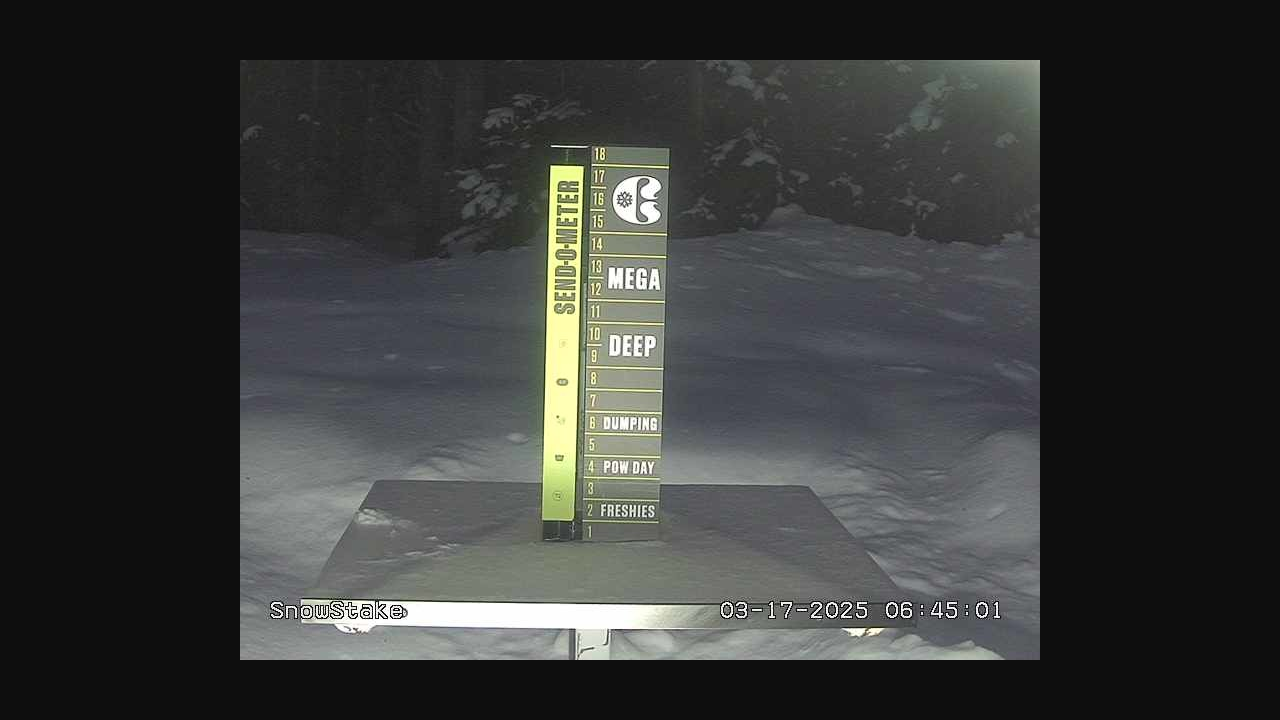 18
17
16
15
14
13
12
MEGA
11
10
9
DEEP
8
7
6 DUMPING
5
4 POW DAY
3
2 FRESHIES
1
SEND-O-METER
SnowStake
03-17-2025 06:45:01